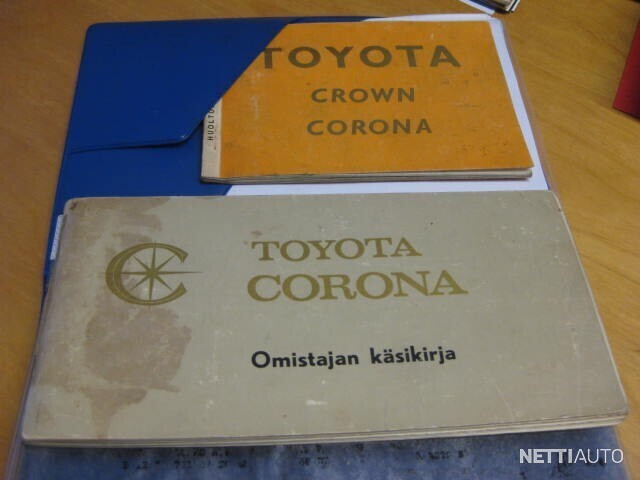 TOYOTA
CROWN
CORONA
TOYOTA
CORONA
Omistajan käsikirja
NETTIAUTO